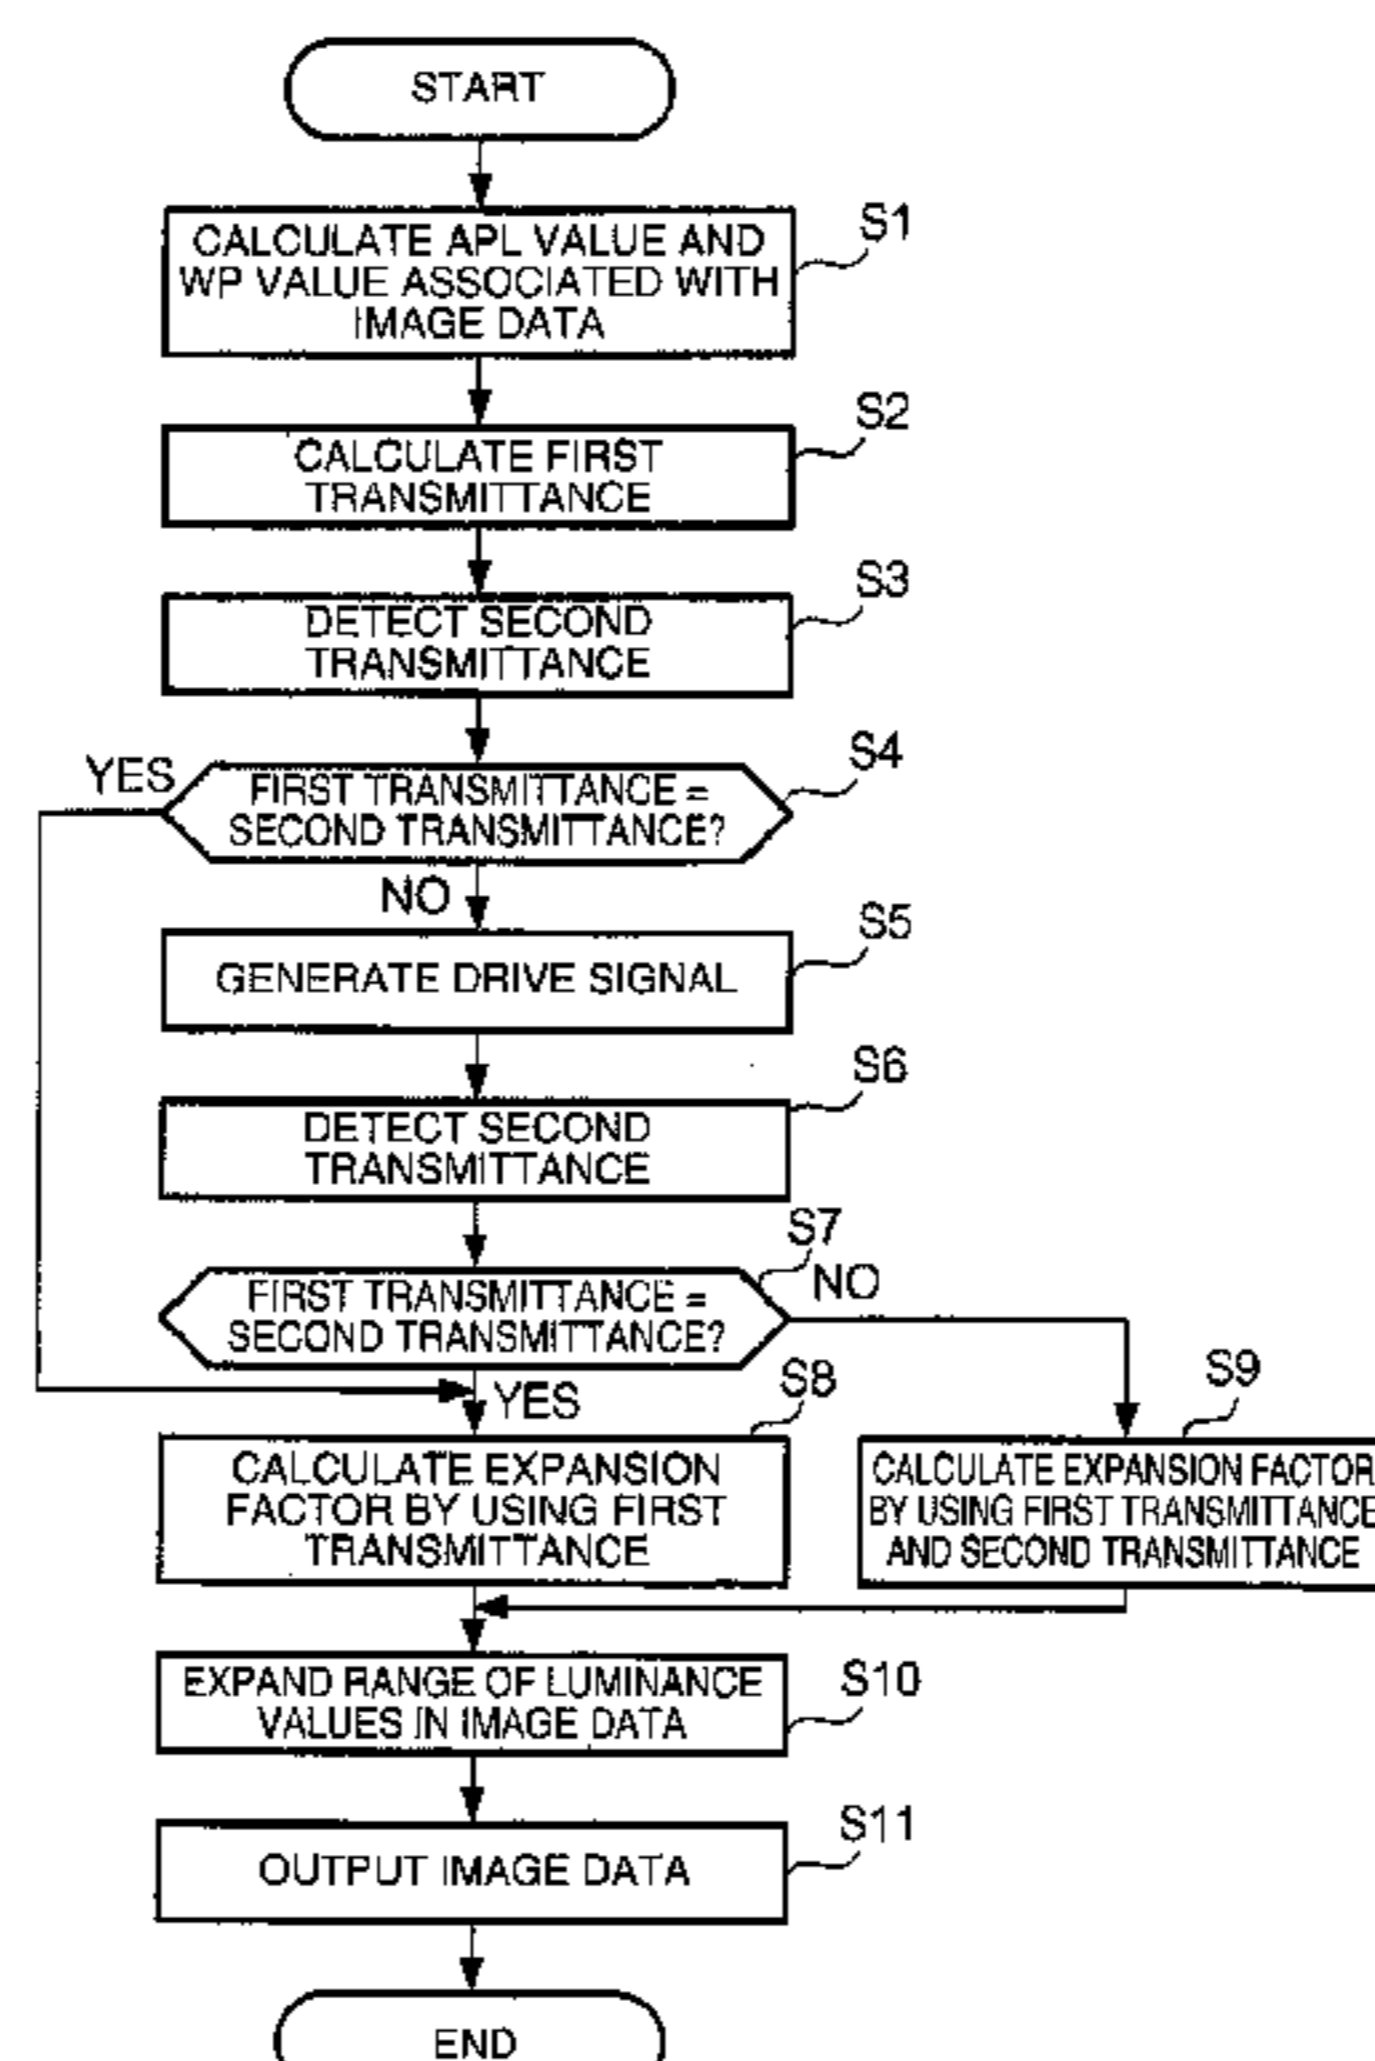 START
CALCULATE APL VALUE AND
WP VALUE ASSOCIATED WITH
IMAGE DATA
S1
CALCULATE FIRST
TRANSMITTANCE
S2
DETECT SECOND
TRANSMITTANCE
S3
YES
FIRST TRANSMITTANCE =
SECOND TRANSMITTANCE?
S4
NO
GENERATE DRIVE SIGNAL
S5
DETECT SECOND
TRANSMITTANCE
S6
FIRST TRANSMITTANCE =
SECOND TRANSMITTANCE?
S7
NO
YES
CALCULATE EXPANSION
FACTOR BY USING FIRST
TRANSMITTANCE
S8
CALCULATE EXPANSION FACTOR
BY USING FIRST TRANSMITTANCE
AND SECOND TRANSMITTANCE
S9
EXPAND RANGE OF LUMINANCE
VALUES IN IMAGE DATA
S10
OUTPUT IMAGE DATA
S11
END